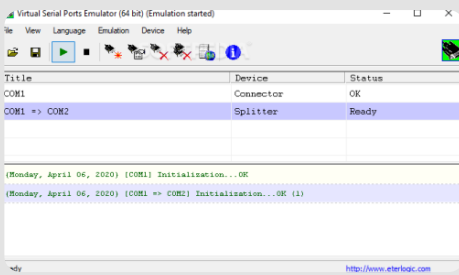 Virtual Serial Ports Emulator (64 bit) (Emulation started)
File View Language Emulation Device Help
Title Device Status
COM1 Connector OK
COM1 => COM2 Splitter Ready
{Monday, April 06, 2020} [COM1] Initialization...OK
{Monday, April 06, 2020} [COM1 => COM2] Initialization...OK (1)
http://www.eterlogic.com